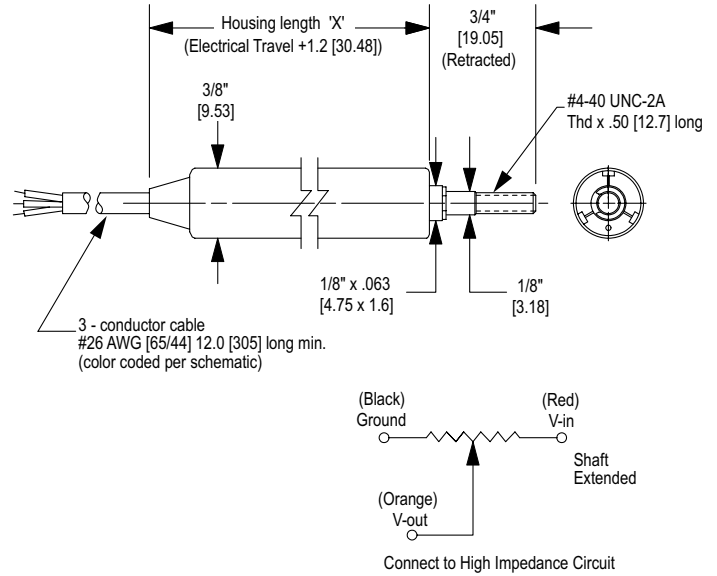 Housing length 'X'
(Electrical Travel +1.2 [30.48])
3/4"
[19.05]
(Retracted)
3/8"
[9.53]
#4-40 UNC-2A
Thd x .50 [12.7] long
1/8" x .063
[4.75 x 1.6]
1/8"
[3.18]
3 - conductor cable
#26 AWG [65/44] 12.0 [305] long min.
(color coded per schematic)
(Black)
Ground
(Red)
V-in
Shaft
Extended
(Orange)
V-out
Connect to High Impedance Circuit